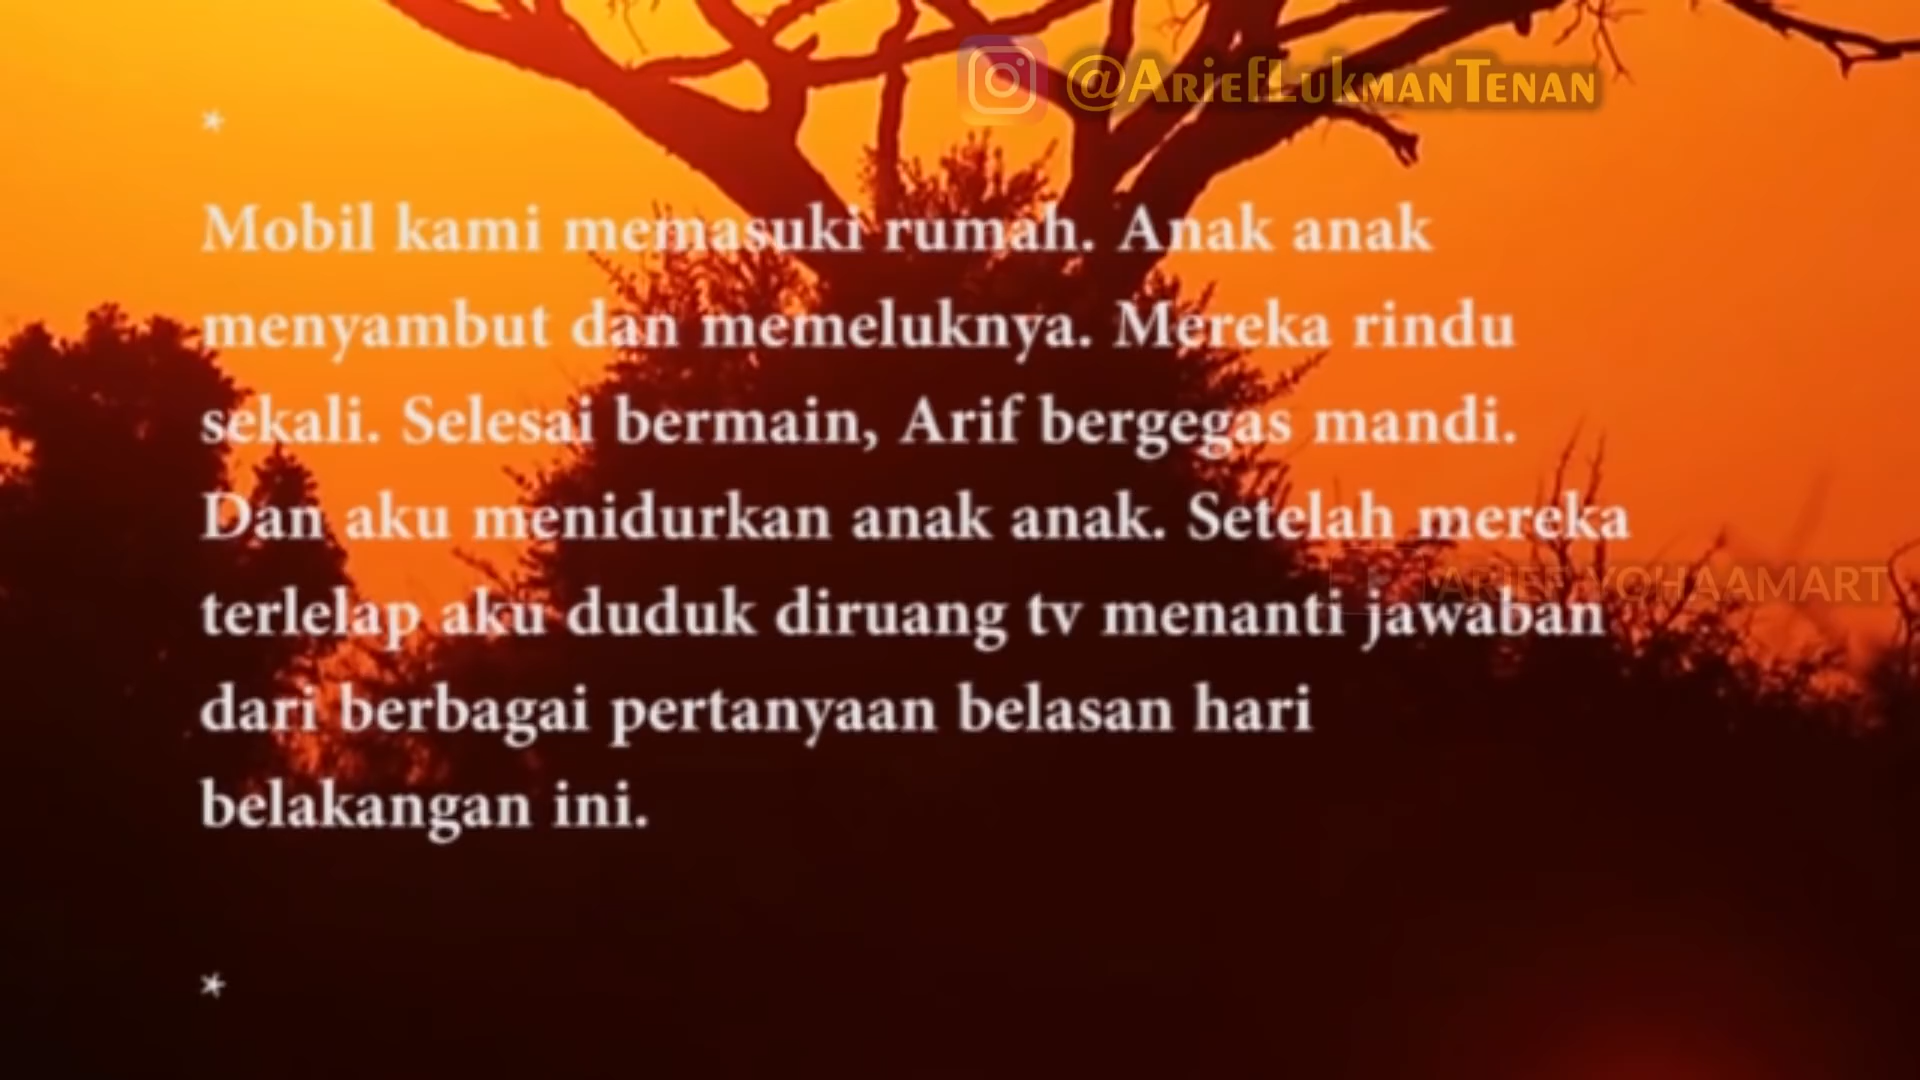 @ARIEFLUKMANTENAN
*
Mobil kami memasuki rumah. Anak anak
menyambut dan memeluknya. Mereka rindu
sekali. Selesai bermain, Arif bergegas mandi.
Dan aku menidurkan anak anak. Setelah mereka
terlelap aku duduk diruang tv menanti jawaban
dari berbagai pertanyaan belasan hari
belakangan ini.
ARIEF YOHAAMART
*